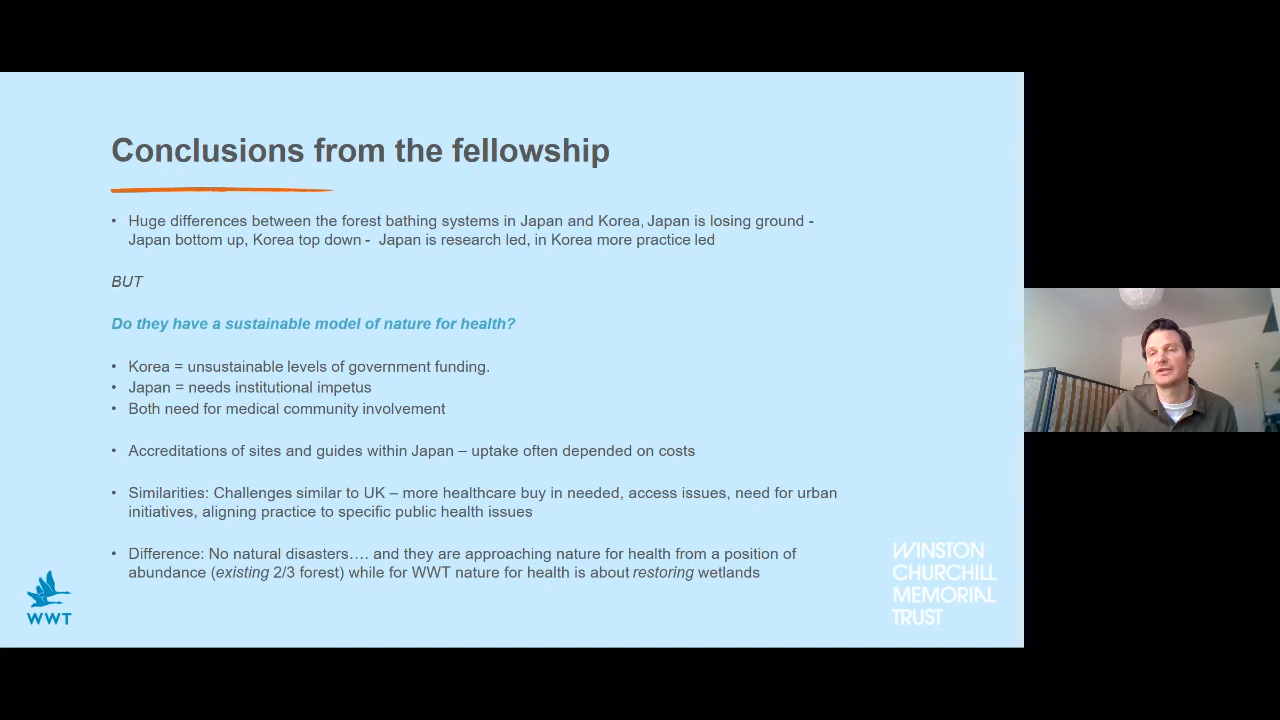 Conclusions from the fellowship
• Huge differences between the forest bathing systems in Japan and Korea, Japan is losing ground -
Japan bottom up, Korea top down - Japan is research led, in Korea more practice led
BUT
Do they have a sustainable model of nature for health?
• Korea = unsustainable levels of government funding.
• Japan = needs institutional impetus
• Both need for medical community involvement
• Accreditations of sites and guides within Japan – uptake often depended on costs
• Similarities: Challenges similar to UK – more healthcare buy in needed, access issues, need for urban
initiatives, aligning practice to specific public health issues
• Difference: No natural disasters…. and they are approaching nature for health from a position of
abundance (existing 2/3 forest) while for WWT nature for health is about restoring wetlands
WWT
WINSTON
CHURCHILL
MEMORIAL
TRUST